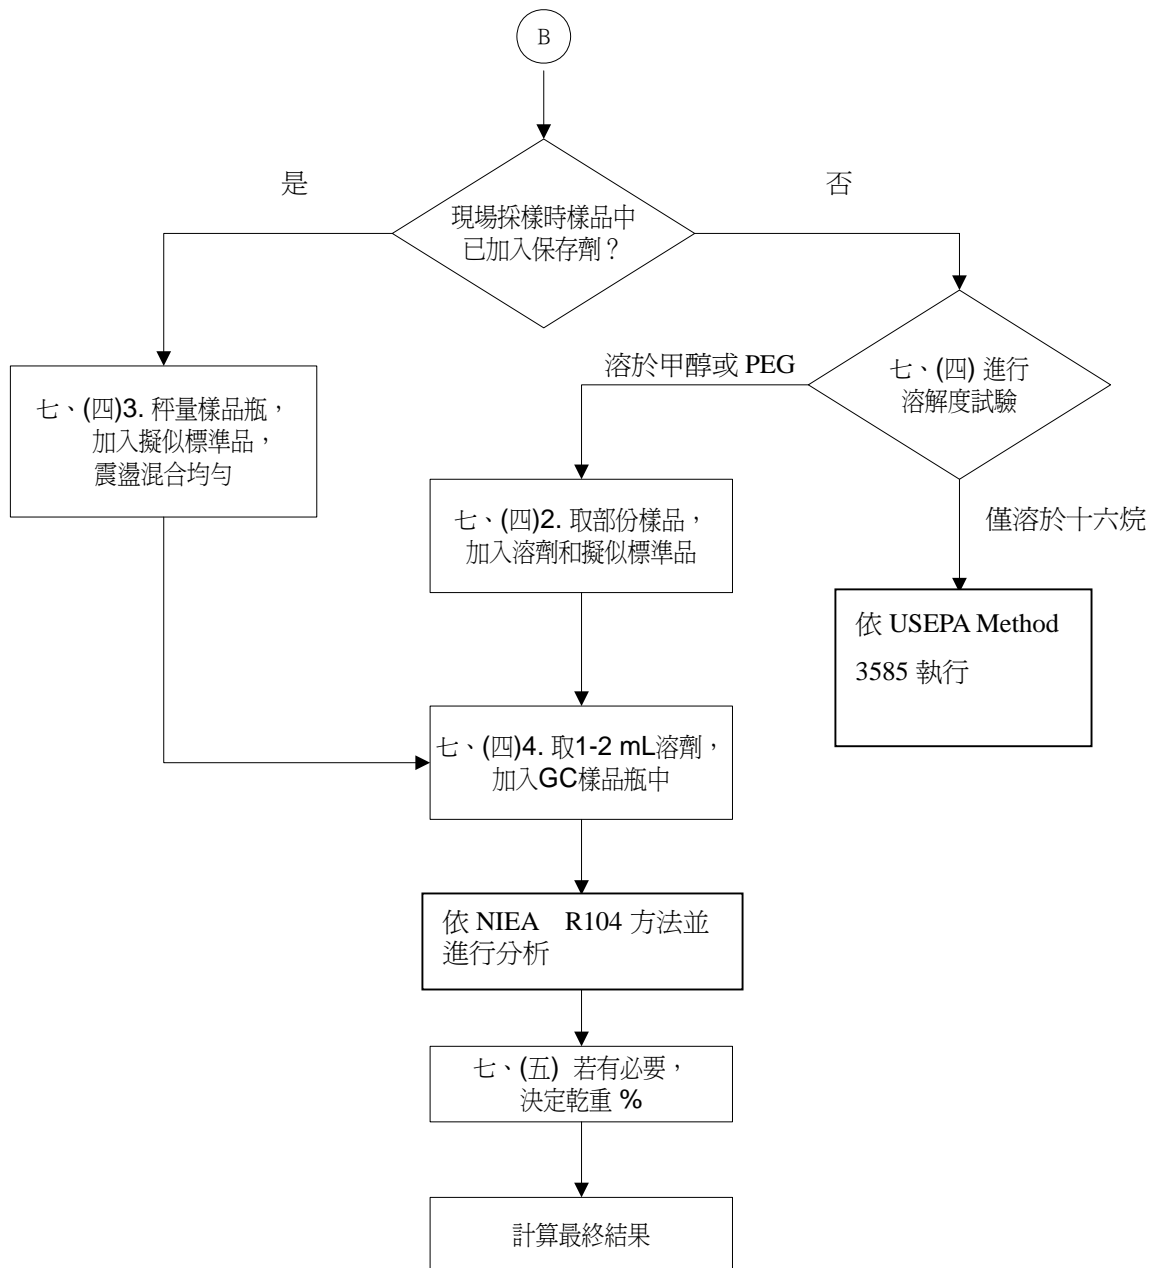 B
是
否
現場採樣時樣品中
已加入保存劑？
溶於甲醇或 PEG
七、(四) 進行
溶解度試驗
七、(四)3. 秤量樣品瓶，
加入擬似標準品，
震盪混合均勻
七、(四)2. 取部份樣品，
加入溶劑和擬似標準品
僅溶於十六烷
依 USEPA Method
3585 執行
七、(四)4. 取1-2 mL溶劑，
加入GC樣品瓶中
依 NIEA　R104 方法並
進行分析
七、(五) 若有必要，
決定乾重 %
計算最終結果